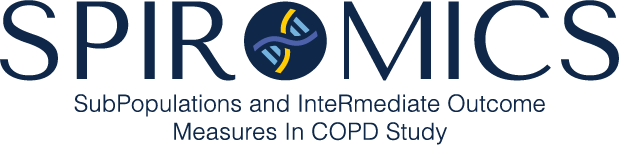 SPIROMICS
SubPopulations and InteRmediate Outcome
Measures In COPD Study